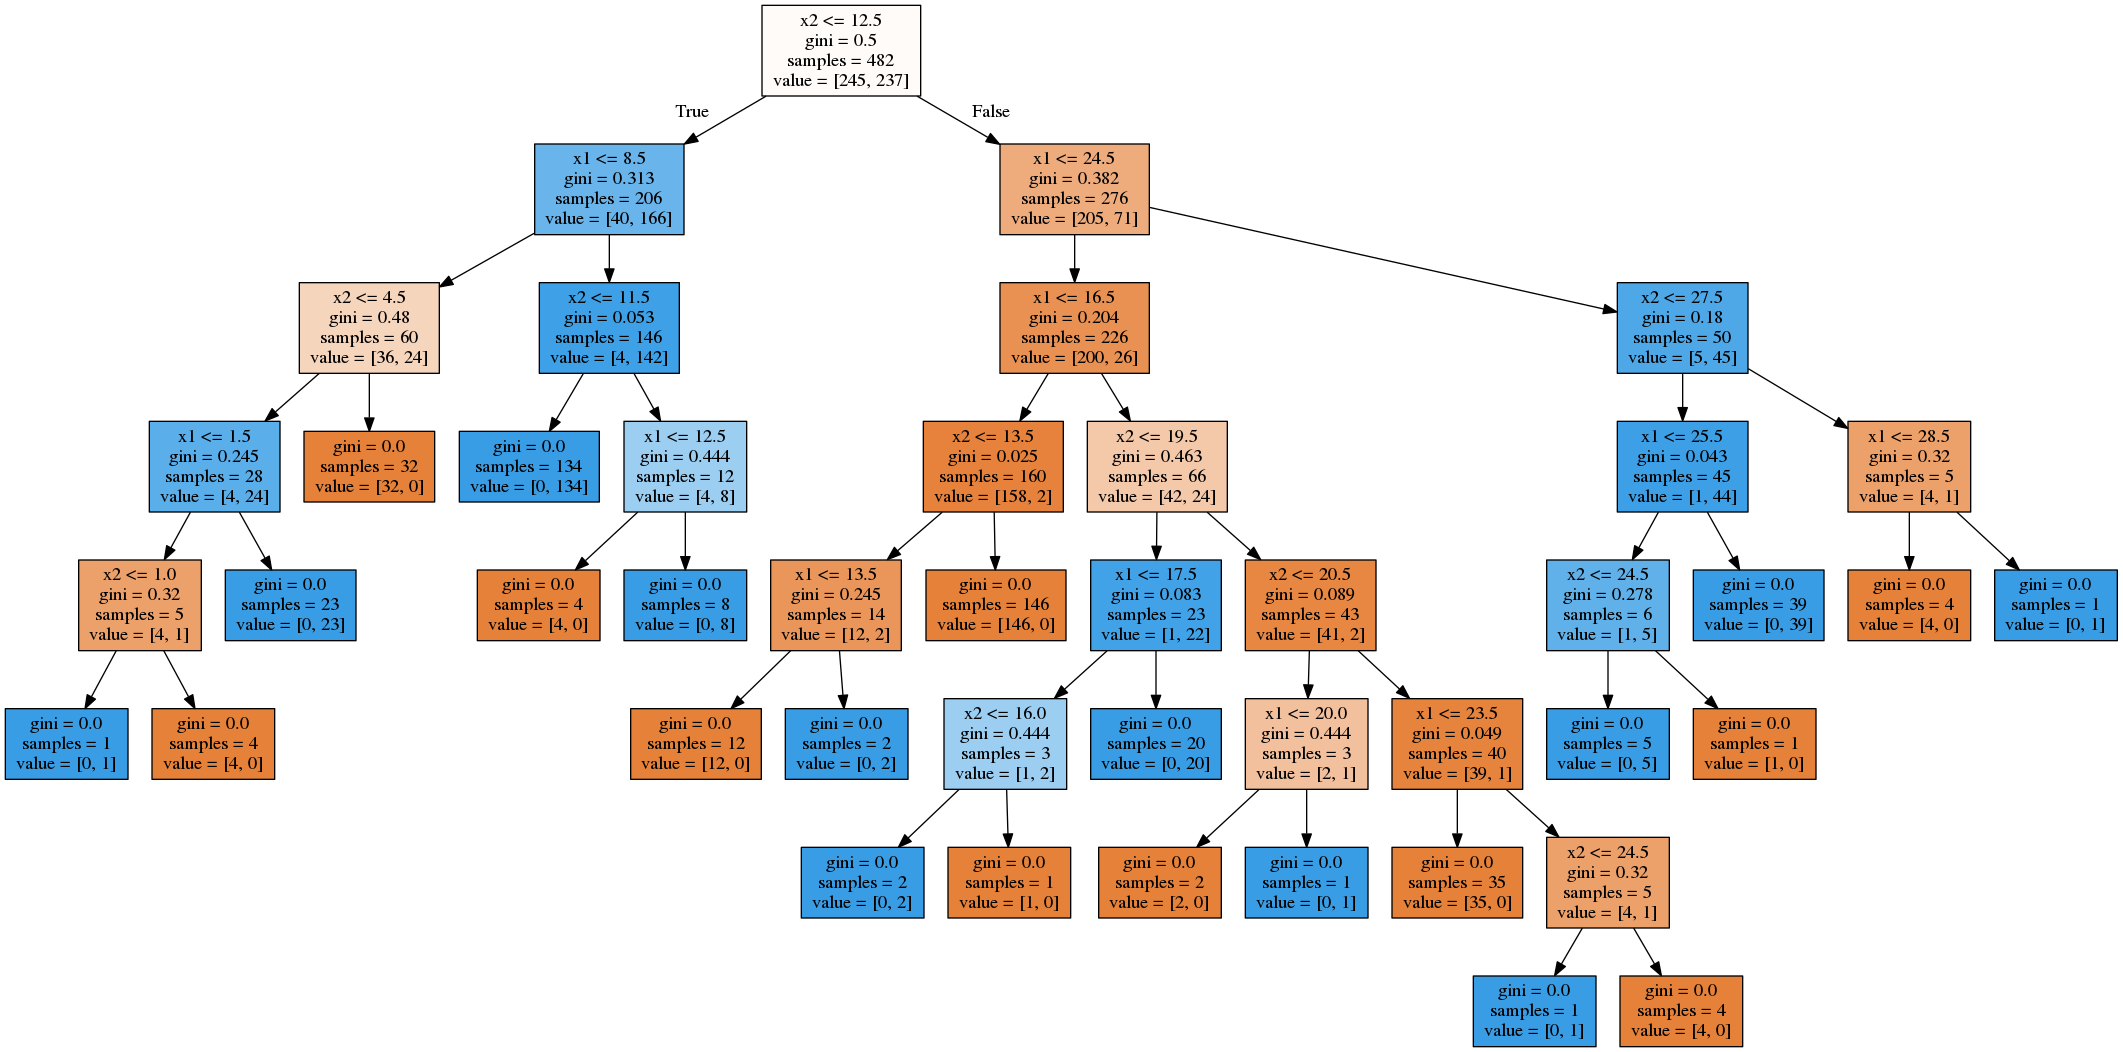 x2 <= 12.5
gini = 0.5
samples = 482
value = [245, 237]
True
False
x1 <= 8.5
gini = 0.313
samples = 206
value = [40, 166]
x1 <= 24.5
gini = 0.382
samples = 276
value = [205, 71]
x2 <= 4.5
gini = 0.48
samples = 60
value = [36, 24]
x2 <= 11.5
gini = 0.053
samples = 146
value = [4, 142]
x1 <= 16.5
gini = 0.204
samples = 226
value = [200, 26]
x2 <= 27.5
gini = 0.18
samples = 50
value = [5, 45]
x1 <= 1.5
gini = 0.245
samples = 28
value = [4, 24]
gini = 0.0
samples = 32
value = [32, 0]
gini = 0.0
samples = 134
value = [0, 134]
x1 <= 12.5
gini = 0.444
samples = 12
value = [4, 8]
x2 <= 13.5
gini = 0.025
samples = 160
value = [158, 2]
x2 <= 19.5
gini = 0.463
samples = 66
value = [42, 24]
x1 <= 25.5
gini = 0.043
samples = 45
value = [1, 44]
x1 <= 28.5
gini = 0.32
samples = 5
value = [4, 1]
x2 <= 1.0
gini = 0.32
samples = 5
value = [4, 1]
gini = 0.0
samples = 23
value = [0, 23]
gini = 0.0
samples = 4
value = [4, 0]
gini = 0.0
samples = 8
value = [0, 8]
x1 <= 13.5
gini = 0.245
samples = 14
value = [12, 2]
gini = 0.0
samples = 146
value = [146, 0]
x1 <= 17.5
gini = 0.083
samples = 23
value = [1, 22]
x2 <= 20.5
gini = 0.089
samples = 43
value = [41, 2]
x2 <= 24.5
gini = 0.278
samples = 6
value = [1, 5]
gini = 0.0
samples = 39
value = [0, 39]
gini = 0.0
samples = 4
value = [4, 0]
gini = 0.0
samples = 1
value = [0, 1]
gini = 0.0
samples = 1
value = [0, 1]
gini = 0.0
samples = 4
value = [4, 0]
gini = 0.0
samples = 12
value = [12, 0]
gini = 0.0
samples = 2
value = [0, 2]
x2 <= 16.0
gini = 0.444
samples = 3
value = [1, 2]
gini = 0.0
samples = 20
value = [0, 20]
x1 <= 20.0
gini = 0.444
samples = 3
value = [2, 1]
x1 <= 23.5
gini = 0.049
samples = 40
value = [39, 1]
gini = 0.0
samples = 5
value = [0, 5]
gini = 0.0
samples = 1
value = [1, 0]
gini = 0.0
samples = 2
value = [0, 2]
gini = 0.0
samples = 1
value = [1, 0]
gini = 0.0
samples = 2
value = [2, 0]
gini = 0.0
samples = 1
value = [0, 1]
gini = 0.0
samples = 35
value = [35, 0]
x2 <= 24.5
gini = 0.32
samples = 5
value = [4, 1]
gini = 0.0
samples = 1
value = [0, 1]
gini = 0.0
samples = 4
value = [4, 0]